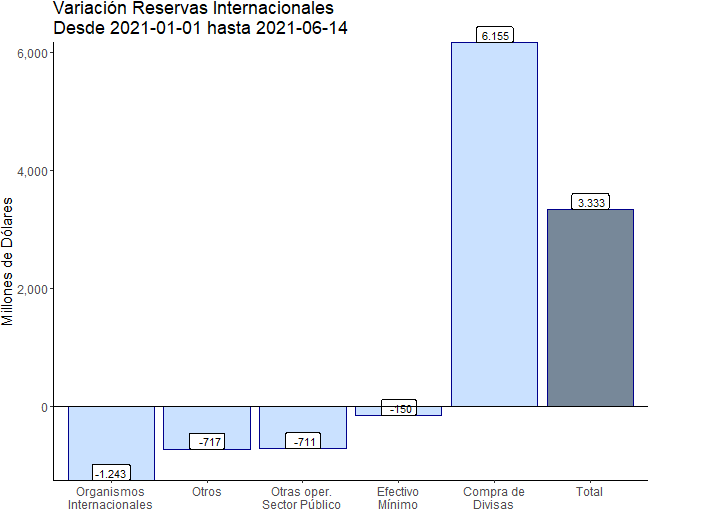 Variación Reservas Internacionales
Desde 2021-01-01 hasta 2021-06-14
Millones de Dólares
6,000
4,000
2,000
0
-1.243
-717
-711
-150
6.155
3.333
Organismos
Internacionales
Otros
Otras oper.
Sector Público
Efectivo
Mínimo
Compra de
Divisas
Total